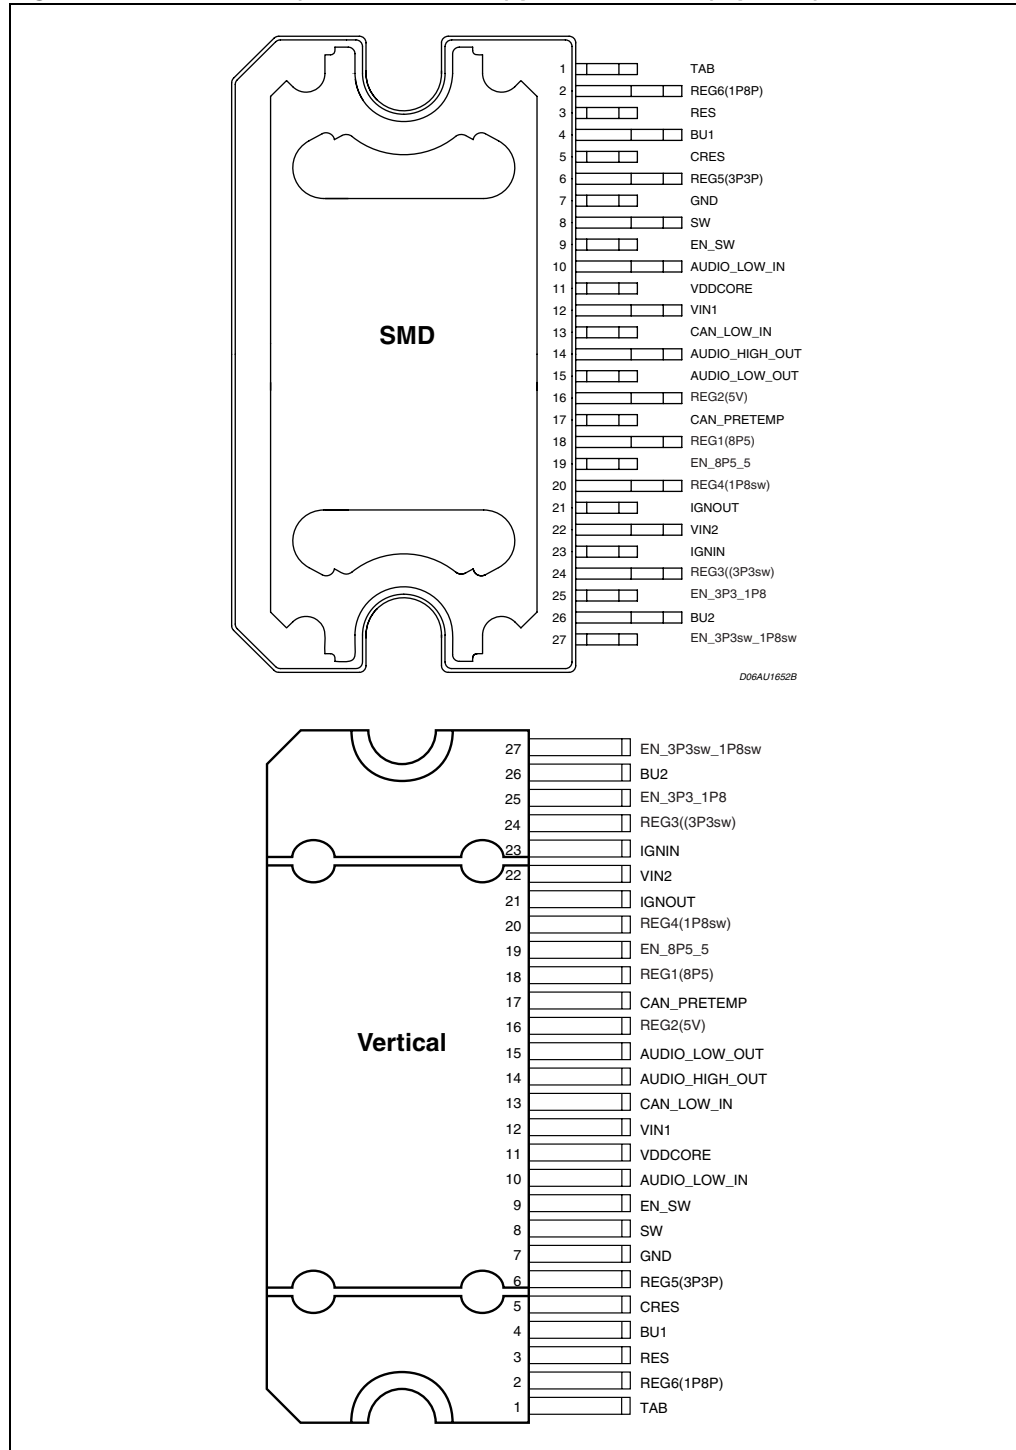 1 TAB
2 REG6(1P8P)
3 RES
4 BU1
5 CRES
6 REG5(3P3P)
7 GND
8 SW
9 EN_SW
10 AUDIO_LOW_IN
11 VDDCORE
12 VIN1
SMD
13 CAN_LOW_IN
14 AUDIO_HIGH_OUT
15 AUDIO_LOW_OUT
16 REG2(5V)
17 CAN_PRETEMP
18 REG1(8P5)
19 EN_8P5_5
20 REG4(1P8sw)
21 IGNOUT
22 VIN2
23 IGNIN
24 REG3((3P3sw)
25 EN_3P3_1P8
26 BU2
27 EN_3P3sw_1P8sw
D06AU1652B
27 EN_3P3sw_1P8sw
26 BU2
25 EN_3P3_1P8
24 REG3((3P3sw)
23 IGNIN
22 VIN2
21 IGNOUT
20 REG4(1P8sw)
19 EN_8P5_5
18 REG1(8P5)
17 CAN_PRETEMP
16 REG2(5V)
Vertical
15 AUDIO_LOW_OUT
14 AUDIO_HIGH_OUT
13 CAN_LOW_IN
12 VIN1
11 VDDCORE
10 AUDIO_LOW_IN
9 EN_SW
8 SW
7 GND
6 REG5(3P3P)
5 CRES
4 BU1
3 RES
2 REG6(1P8P)
1 TAB